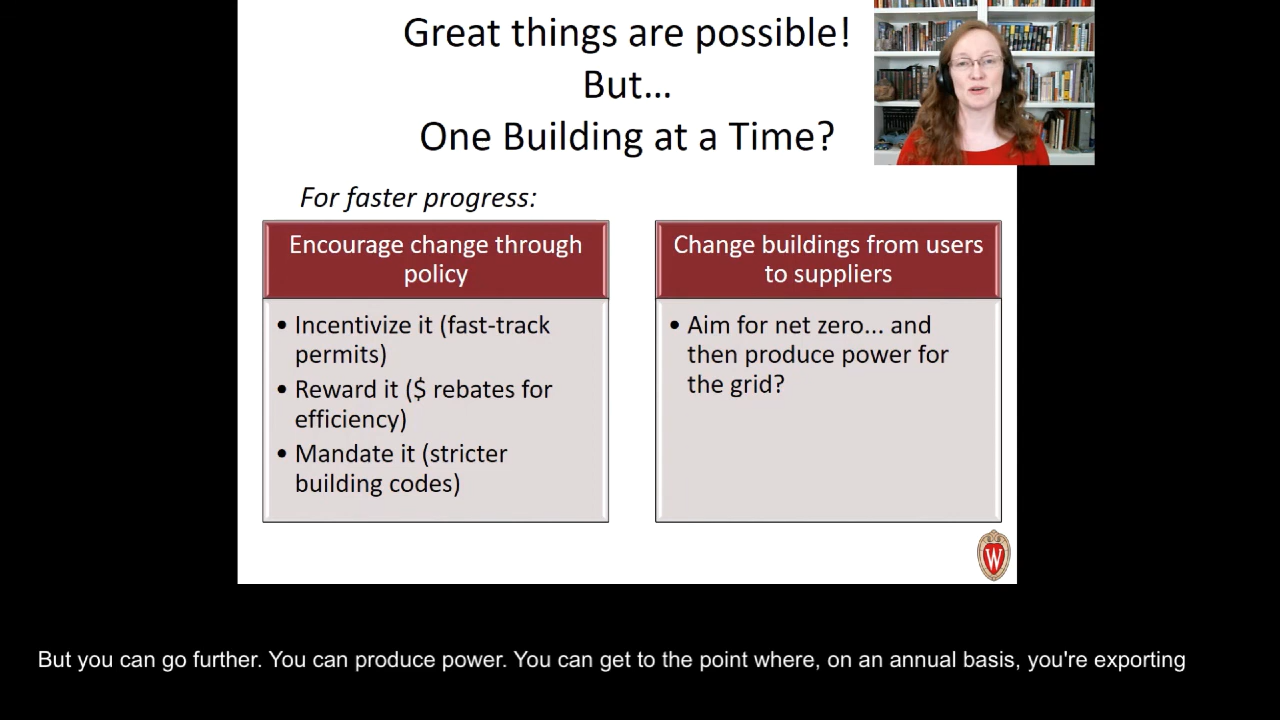 Great things are possible!
But…
One Building at a Time?
For faster progress:
Encourage change through
policy
• Incentivize it (fast-track
permits)
• Reward it ($ rebates for
efficiency)
• Mandate it (stricter
building codes)
Change buildings from users
to suppliers
• Aim for net zero... and
then produce power for
the grid?
W
But you can go further. You can produce power. You can get to the point where, on an annual basis, you're exporting